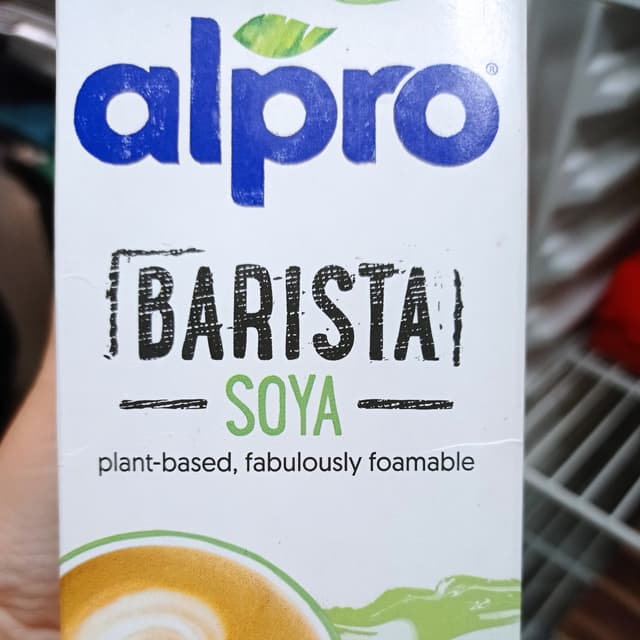 alpro®
BARISTA
SOYA
plant-based, fabulously foamable